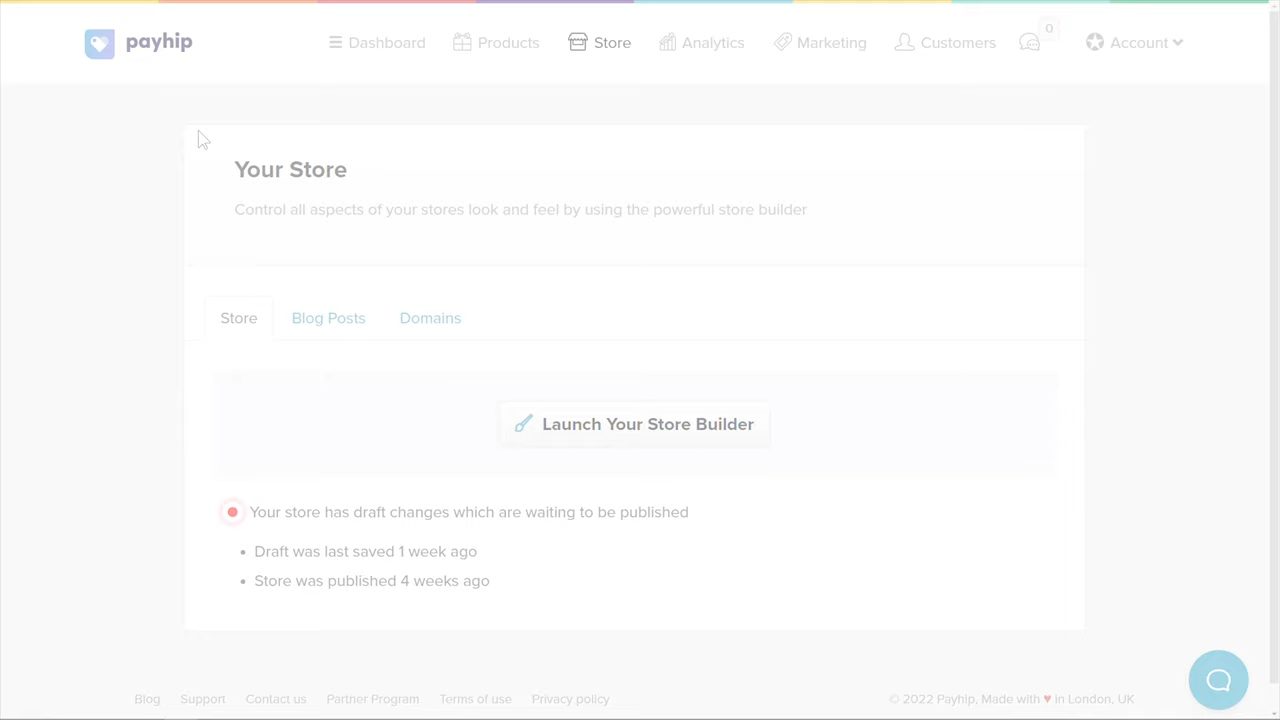 payhip
Dashboard Products Store Analytics Marketing Customers 0 Account
Your Store
Control all aspects of your stores look and feel by using the powerful store builder
Store Blog Posts Domains
Launch Your Store Builder
Your store has draft changes which are waiting to be published
• Draft was last saved 1 week ago
• Store was published 4 weeks ago
Blog Support Contact us Partner Program Terms of use Privacy policy © 2022 Payhip, Made with ♥ in London, UK